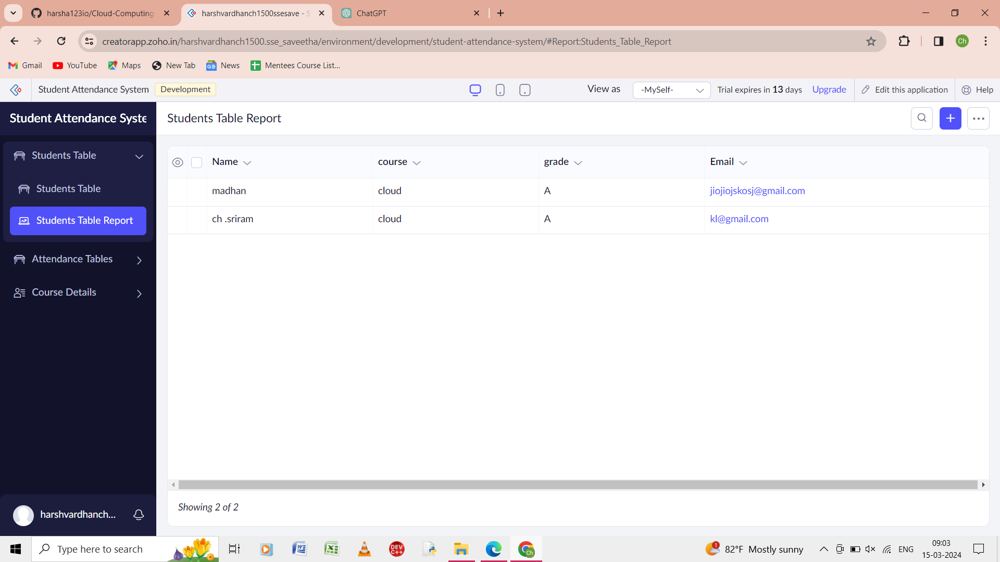 harsha123io/Cloud-Computing-
harshvardhanch1500ssesave - S
ChatGPT
creatorapp.zoho.in/harshvardhanch1500.sse_saveetha/environment/development/student-attendance-system/#Report:Students_Table_Report
Ch
Gmail
YouTube
Maps
New Tab
News
Mentees Course List...
Student Attendance System
Development
View as
-MySelf-
Trial expires in 13 days
Upgrade
Edit this application
Help
Student Attendance Syste
Students Table Report
Students Table
Students Table
Students Table Report
Attendance Tables
Course Details
Name course grade Email
madhan cloud A jiojiojskosj@gmail.com
ch .sriram cloud A kl@gmail.com
Showing 2 of 2
harshvardhanch...
Type here to search
DEV C++
Ch
1
82°F Mostly sunny
ENG
09:03
15-03-2024